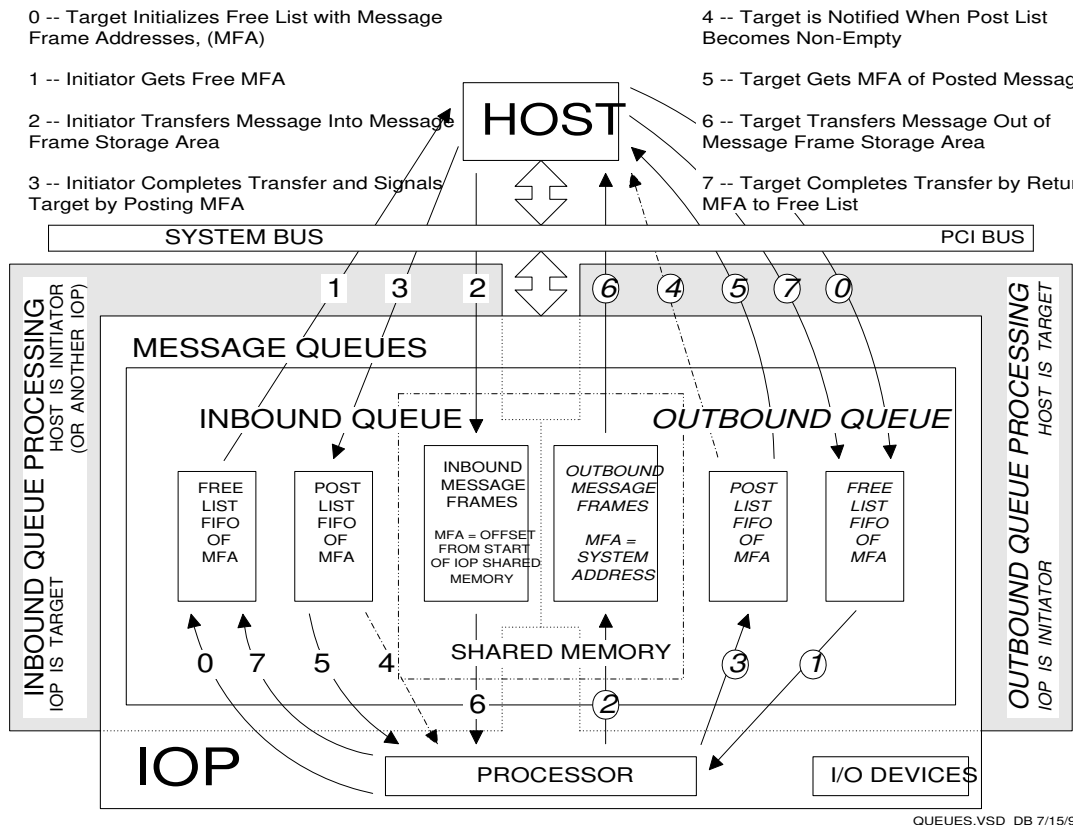 0 -- Target Initializes Free List with Message
Frame Addresses, (MFA)
1 -- Initiator Gets Free MFA
2 -- Initiator Transfers Message Into Message
Frame Storage Area
3 -- Initiator Completes Transfer and Signals
Target by Posting MFA
4 -- Target is Notified When Post List
Becomes Non-Empty
5 -- Target Gets MFA of Posted Messag
6 -- Target Transfers Message Out of
Message Frame Storage Area
7 -- Target Completes Transfer by Retur
MFA to Free List
HOST
SYSTEM BUS
PCI BUS
1
3
2
6
4
5
7
0
INBOUND QUEUE PROCESSING
HOST IS INITIATOR
(OR ANOTHER IOP)
IOP IS TARGET
OUTBOUND QUEUE PROCESSING
HOST IS TARGET
IOP IS INITIATOR
MESSAGE QUEUES
INBOUND QUEUE
OUTBOUND QUEUE
FREE
LIST
FIFO
OF
MFA
POST
LIST
FIFO
OF
MFA
INBOUND
MESSAGE
FRAMES
MFA = OFFSET
FROM START
OF IOP SHARED
MEMORY
OUTBOUND
MESSAGE
FRAMES
MFA =
SYSTEM
ADDRESS
POST
LIST
FIFO
OF
MFA
FREE
LIST
FIFO
OF
MFA
SHARED MEMORY
0
7
5
4
6
2
3
1
IOP
PROCESSOR
I/O DEVICES
QUEUES.VSD DB 7/15/9